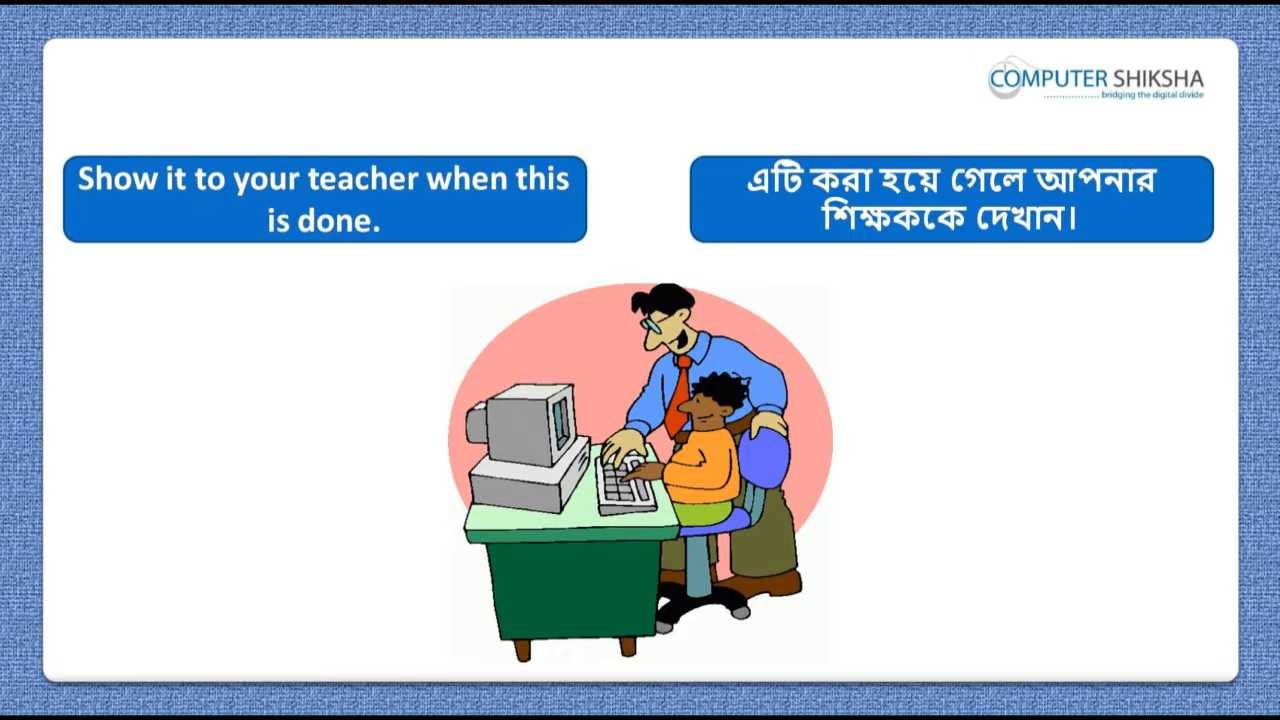 COMPUTER SHIKSHA
bridging the digital divide
Show it to your teacher when this
is done.
এটি করা হয়ে গেলে আপনার
শিক্ষককে দেখান।